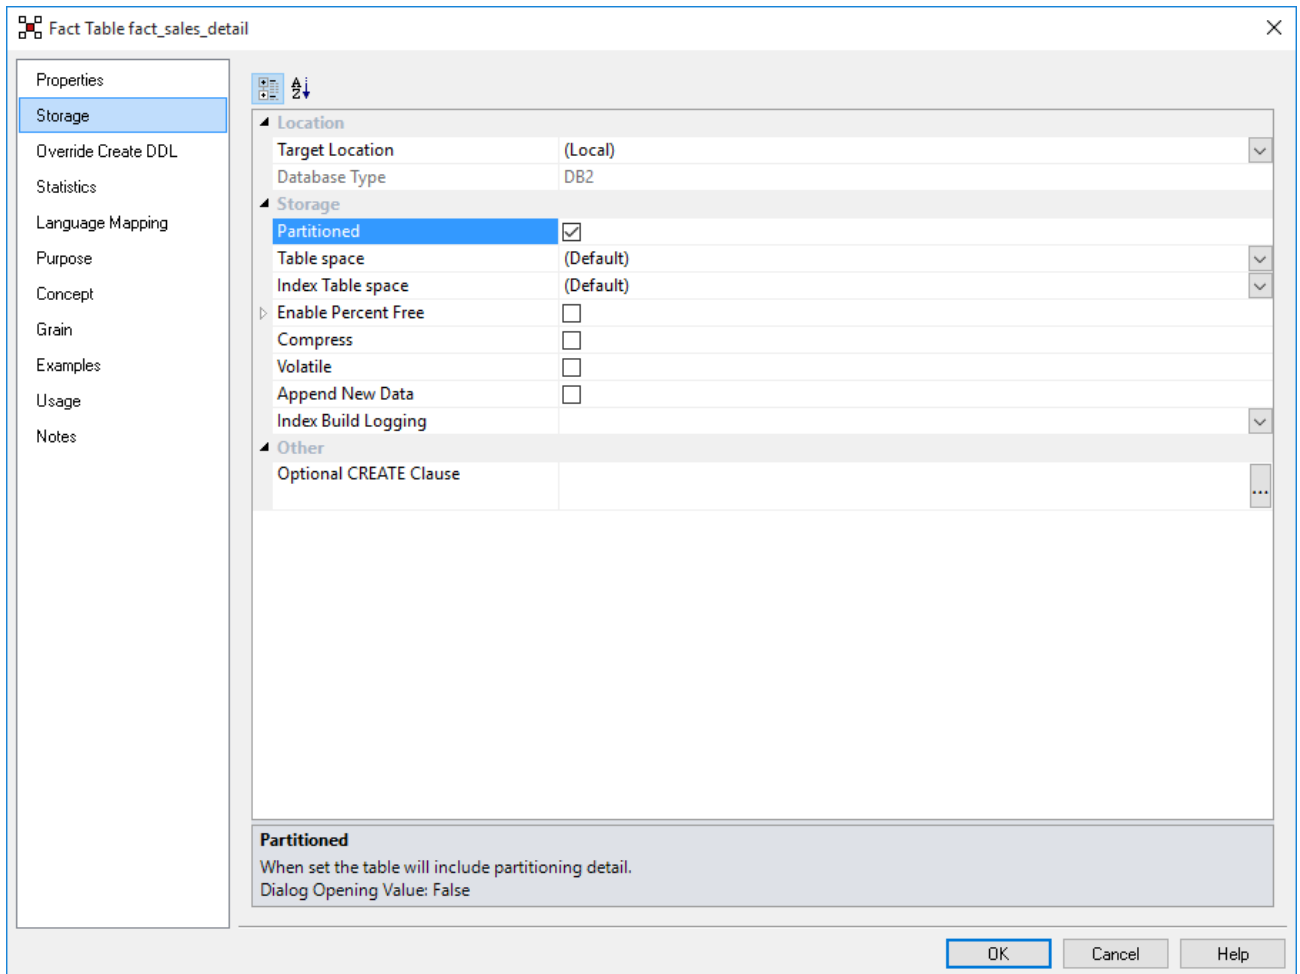 Fact Table fact_sales_detail
Properties
Storage
Override Create DDL
Statistics
Language Mapping
Purpose
Concept
Grain
Examples
Usage
Notes
Location
Target Location (Local)
Database Type DB2
Storage
Partitioned
Table space (Default)
Index Table space (Default)
Enable Percent Free
Compress
Volatile
Append New Data
Index Build Logging
Other
Optional CREATE Clause
...
Partitioned
When set the table will include partitioning detail.
Dialog Opening Value: False
OK Cancel Help